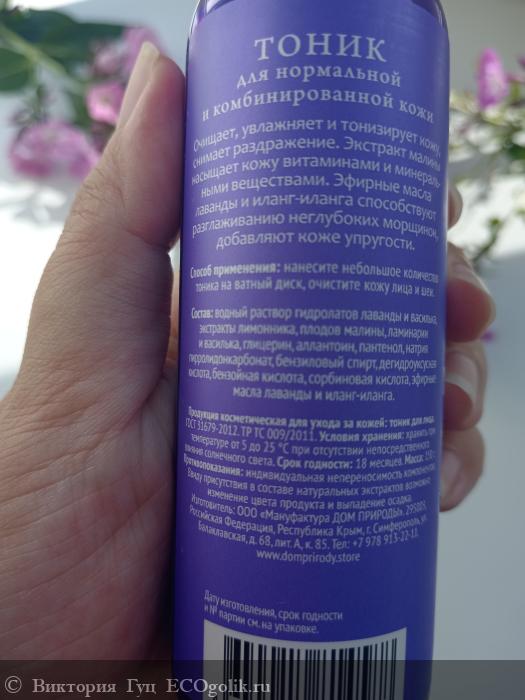 ТОНИК
для нормальной
и комбинированной кожи
Очищает, увлажняет и тонизирует кожу,
снимает раздражение. Экстракт малины
насыщает кожу витаминами и минераль-
ными веществами. Эфирные масла
лаванды и иланг-иланга способствуют
разглаживанию неглубоких морщинок,
добавляют коже упругости.
Способ применения: нанесите небольшое количество
тоника на ватный диск, очистите кожу лица и шеи.
Состав: водный раствор гидролатов лаванды и василька,
экстракты лимонника, плодов малины, ламинарии
и василька, глицерин, аллантоин, пантенол, натрия
пирролидонкарбонат, бензиловый спирт, дегидроуксусная
кислота, бензойная кислота, сорбиновая кислота, эфирные
масла лаванды и иланг-иланга.
Продукция косметическая для ухода за кожей: тоник для лица.
ГОСТ 31679-2012. ТР ТС 009/2011. Условия хранения: хранить при
температуре от 5 до 25 °С при отсутствии непосредственного
влияния солнечного света. Срок годности: 18 месяцев. Масса:
Противопоказания: индивидуальная непереносимость компонентов.
Ввиду присутствия в составе натуральных экстрактов возможно
изменение цвета продукта и выпадение осадка.
Изготовитель: ООО «Мануфактура ДОМ ПРИРОДЫ», 295053,
Российская Федерация, Республика Крым, г. Симферополь, ул.
Балаклавская, д. 68, лит. А, к. 85. Тел: +7 978 913-22-11.
www.domprirody.store
Дату изготовления, срок годности
и № партии см. на упаковке.
© Виктория Гуц ECOgolik.ru